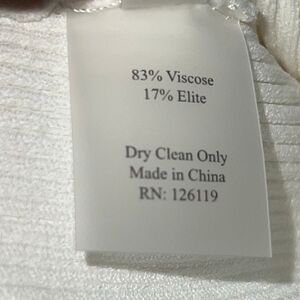 83% Viscose
17% Elite
Dry Clean Only
Made in China
RN: 126119